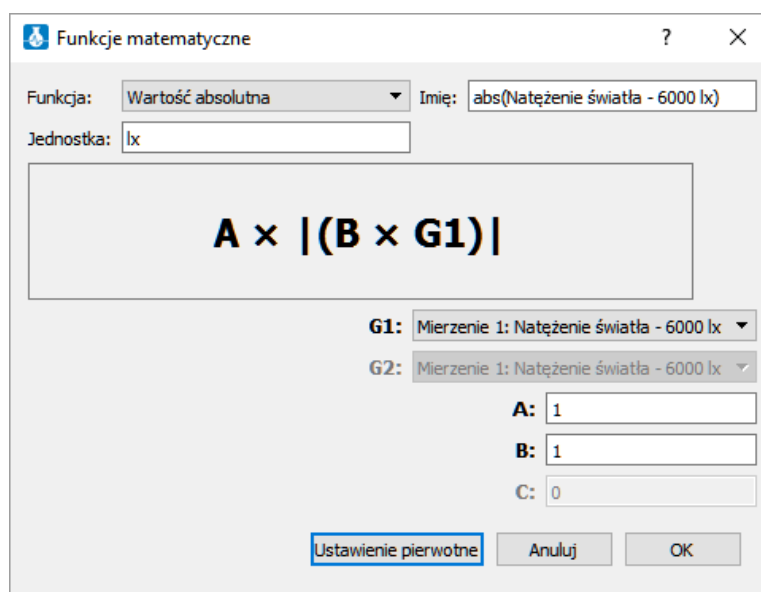 Funkcje matematyczne ?
Funkcja: Wartość absolutna Imię: abs(Natężenie światła - 6000 lx)
Jednostka: lx
A × |(B × G1)|
G1: Mierzenie 1: Natężenie światła - 6000 lx
G2: Mierzenie 1: Natężenie światła - 6000 lx
A: 1
B: 1
C: 0
Ustawienie pierwotne Anuluj OK